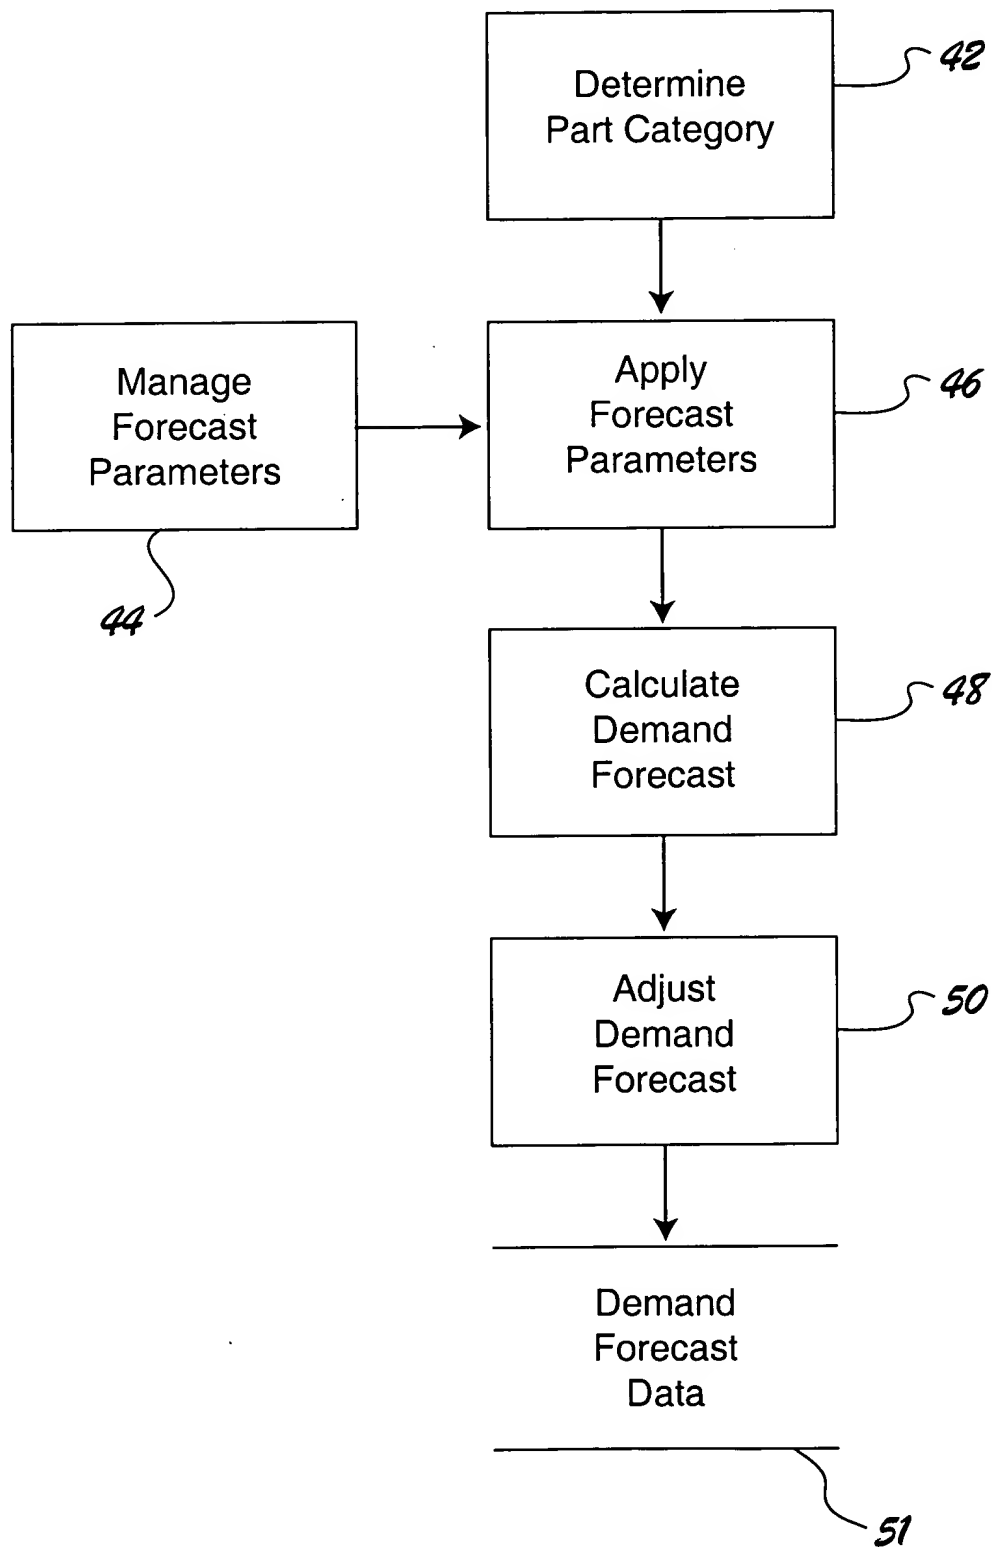 Determine
Part Category
42
Manage
Forecast
Parameters
44
Apply
Forecast
Parameters
46
Calculate
Demand
Forecast
48
Adjust
Demand
Forecast
50
Demand
Forecast
Data
51